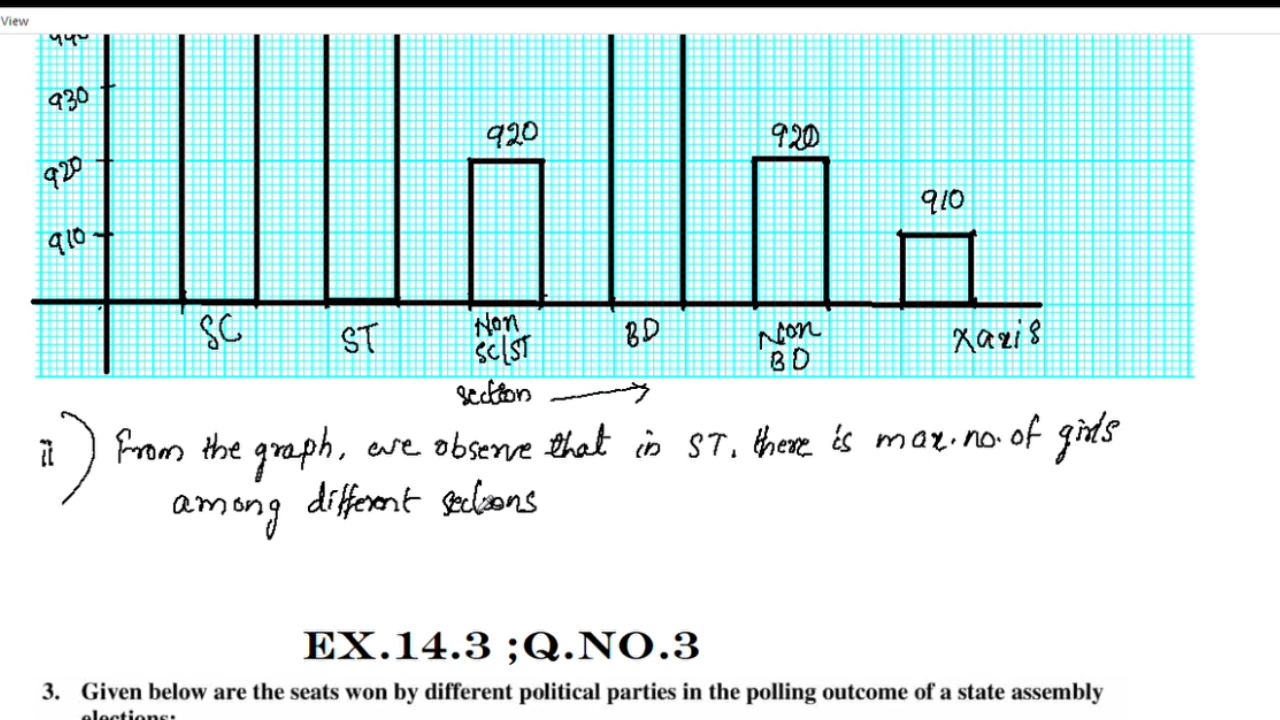 View
940
930
920
920
920
910
910
SC
ST
Non
SC/ST
BD
Non
BD
X axis
section
ii) From the graph, we observe that in ST, there is max. no. of girls
among different sections
EX.14.3 ;Q.NO.3
3. Given below are the seats won by different political parties in the polling outcome of a state assembly
elections: